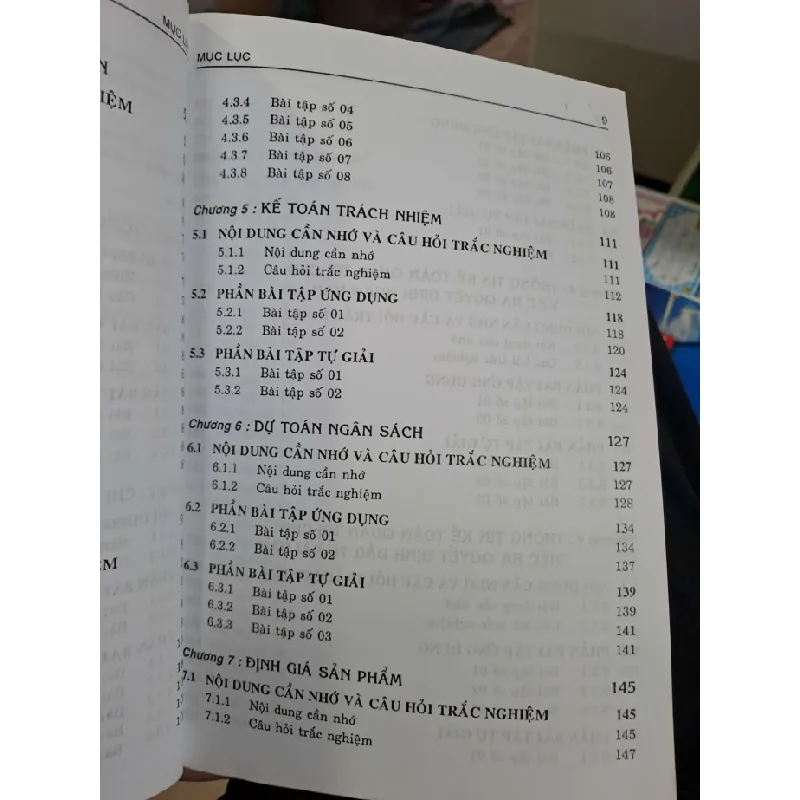 MỤC LỤC
9
4.3.4 Bài tập số 04 105
4.3.5 Bài tập số 05 106
4.3.6 Bài tập số 06 107
4.3.7 Bài tập số 07 108
4.3.8 Bài tập số 08 108
Chương 5 : KẾ TOÁN TRÁCH NHIỆM 111
5.1 NỘI DUNG CẦN NHỚ VÀ CÂU HỎI TRẮC NGHIỆM 111
5.1.1 Nội dung cần nhớ 111
5.1.2 Câu hỏi trắc nghiệm 112
5.2 PHẦN BÀI TẬP ỨNG DỤNG 118
5.2.1 Bài tập số 01 118
5.2.2 Bài tập số 02 120
5.3 PHẦN BÀI TẬP TỰ GIẢI 124
5.3.1 Bài tập số 01 124
5.3.2 Bài tập số 02 124
Chương 6 : DỰ TOÁN NGÂN SÁCH 127
6.1 NỘI DUNG CẦN NHỚ VÀ CÂU HỎI TRẮC NGHIỆM 127
6.1.1 Nội dung cần nhớ 127
6.1.2 Câu hỏi trắc nghiệm 128
6.2 PHẦN BÀI TẬP ỨNG DỤNG 134
6.2.1 Bài tập số 01 134
6.2.2 Bài tập số 02 137
6.3 PHẦN BÀI TẬP TỰ GIẢI 139
6.3.1 Bài tập số 01 139
6.3.2 Bài tập số 02 141
6.3.3 Bài tập số 03 141
Chương 7 : ĐỊNH GIÁ SẢN PHẨM 145
7.1 NỘI DUNG CẦN NHỚ VÀ CÂU HỎI TRẮC NGHIỆM 145
7.1.1 Nội dung cần nhớ 145
7.1.2 Câu hỏi trắc nghiệm 147